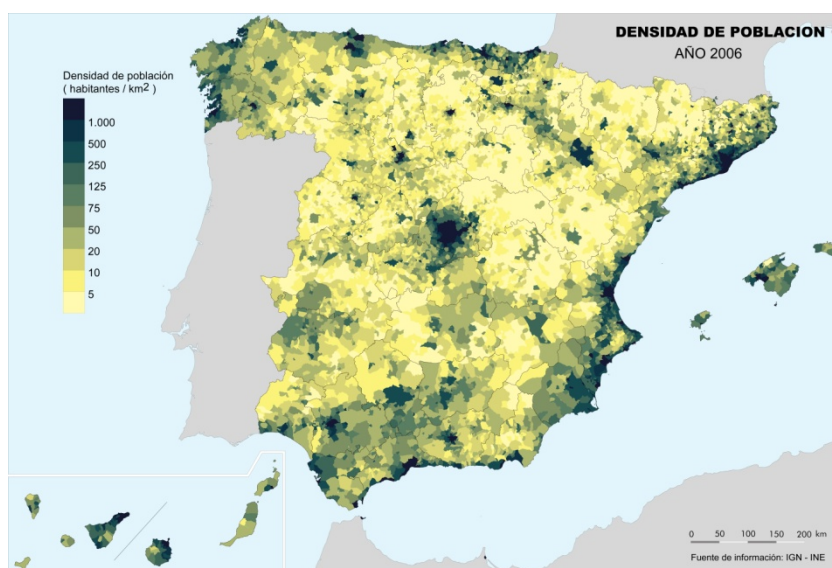 DENSIDAD DE POBLACION
AÑO 2006
Densidad de población
( habitantes / km2 )
1.000
500
250
125
75
50
20
10
5
0 50 100 150 200 km
Fuente de información: IGN - INE